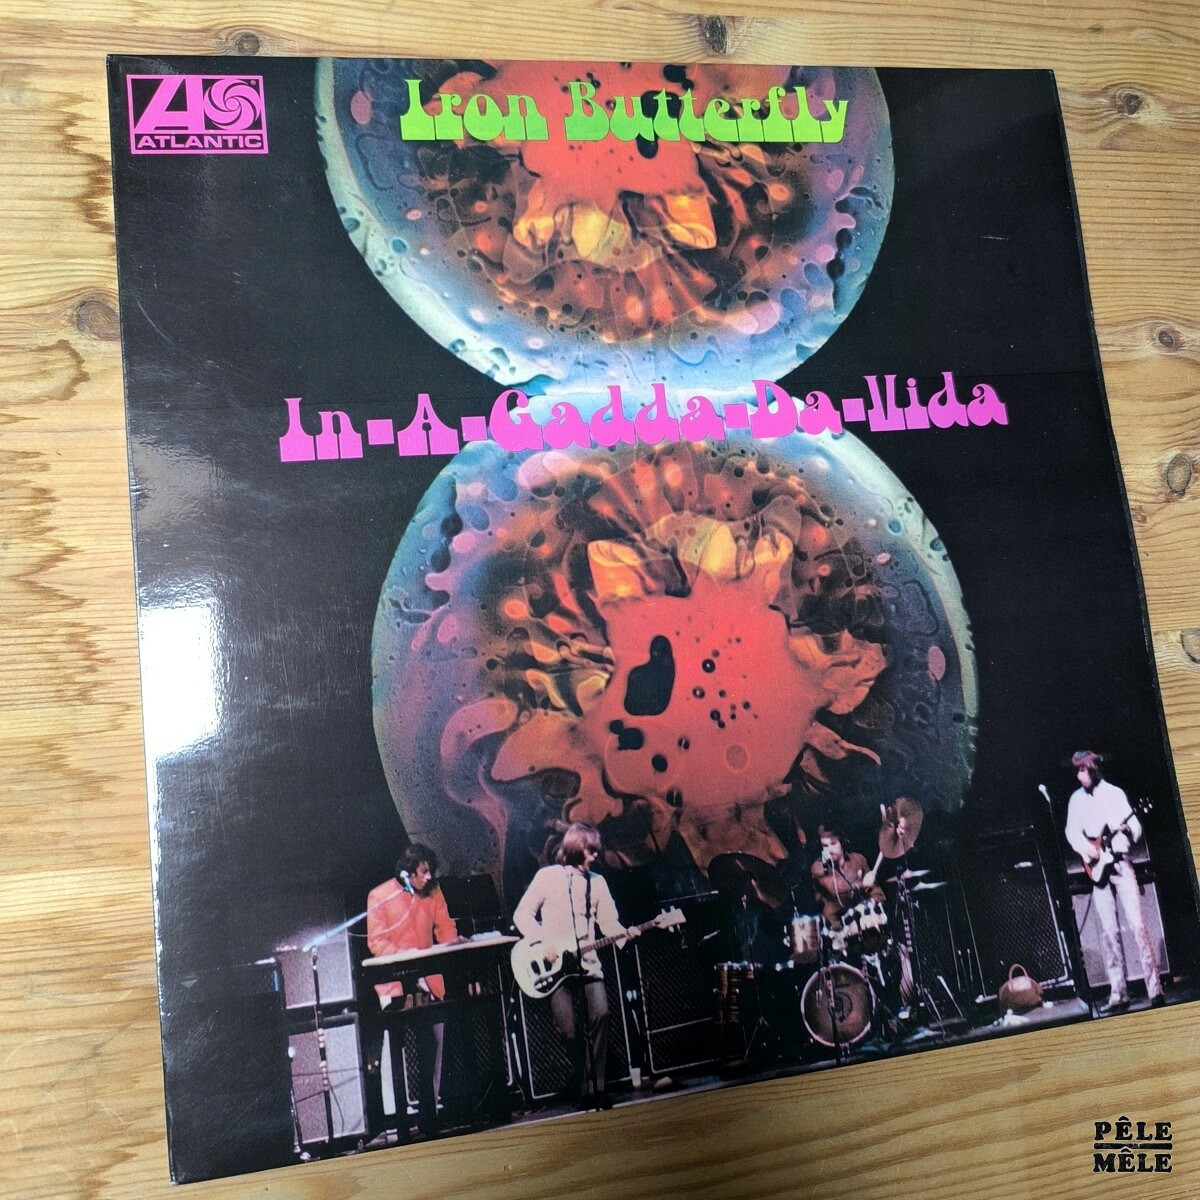 ATLANTIC
Iron Butterfly
In-A-Gadda-Da-Vida
PÊLE
MÊLE